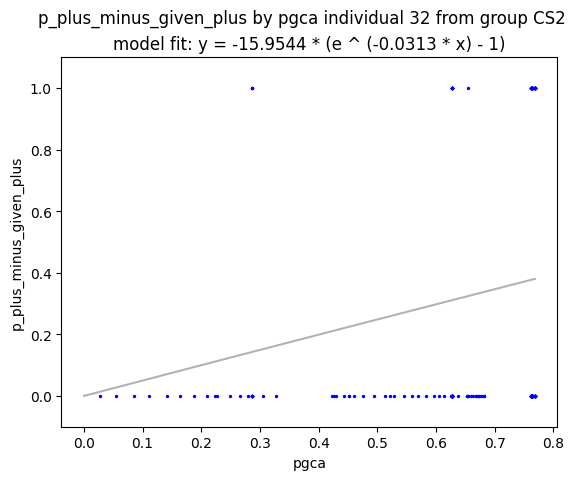 p_plus_minus_given_plus by pgca individual 32 from group CS2
model fit: y = -15.9544 * (e ^ (-0.0313 * x) - 1)
p_plus_minus_given_plus
1.0
0.8
0.6
0.4
0.2
0.0
0.0 0.1 0.2 0.3 0.4 0.5 0.6 0.7 0.8
pgca